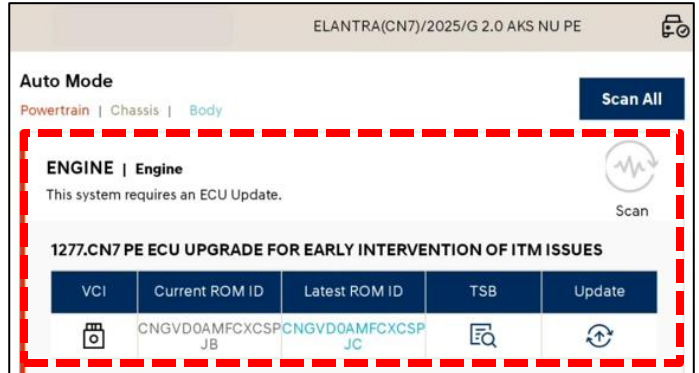 ELANTRA(CN7)/2025/G 2.0 AKS NU PE
Auto Mode
Powertrain | Chassis | Body
Scan All
ENGINE | Engine
This system requires an ECU Update.
Scan
1277.CN7 PE ECU UPGRADE FOR EARLY INTERVENTION OF ITM ISSUES
VCI Current ROM ID Latest ROM ID TSB Update
CNGVD0AMFCXCSP CNGVD0AMFCXCSP
JB JC